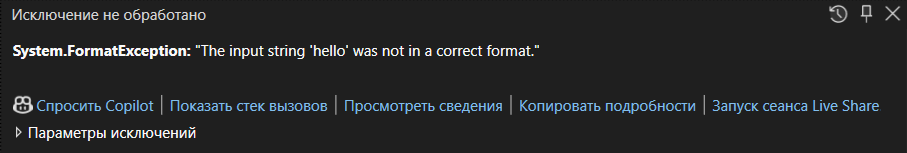 Исключение не обработано
System.FormatException: "The input string 'hello' was not in a correct format."
Спросить Copilot | Показать стек вызовов | Просмотреть сведения | Копировать подробности | Запуск сеанса Live Share
Параметры исключений